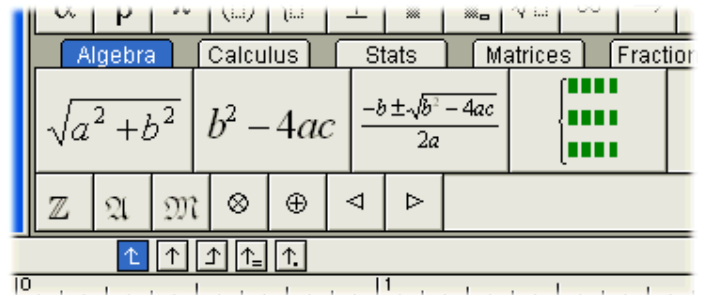 Algebra Calculus Stats Matrices Fraction
√a² + b² b² − 4ac −b ± √b² − 4ac / 2a
ℤ 𝔄 𝔐 ⊗ ⊕ ◁ ▷
0 1